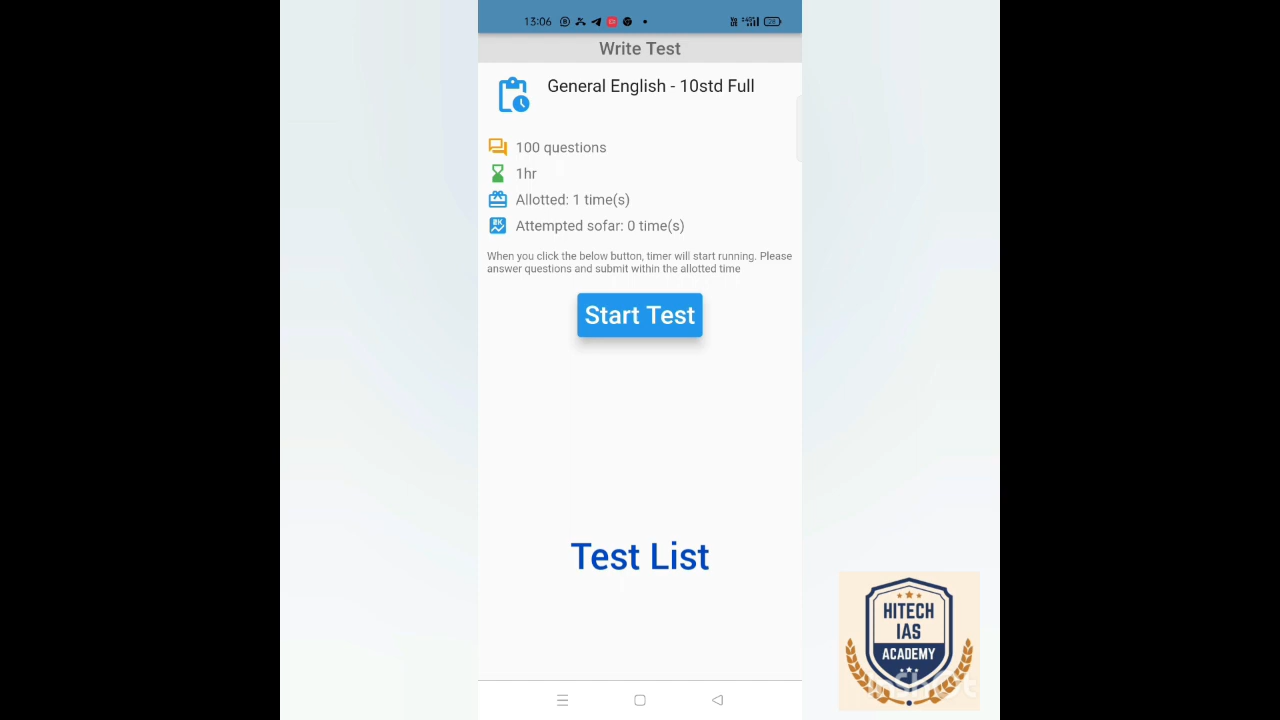 13:06
Write Test
General English - 10std Full
100 questions
1hr
Allotted: 1 time(s)
Attempted sofar: 0 time(s)
When you click the below button, timer will start running. Please
answer questions and submit within the allotted time
Start Test
Test List
HITECH
IAS
ACADEMY
InShot